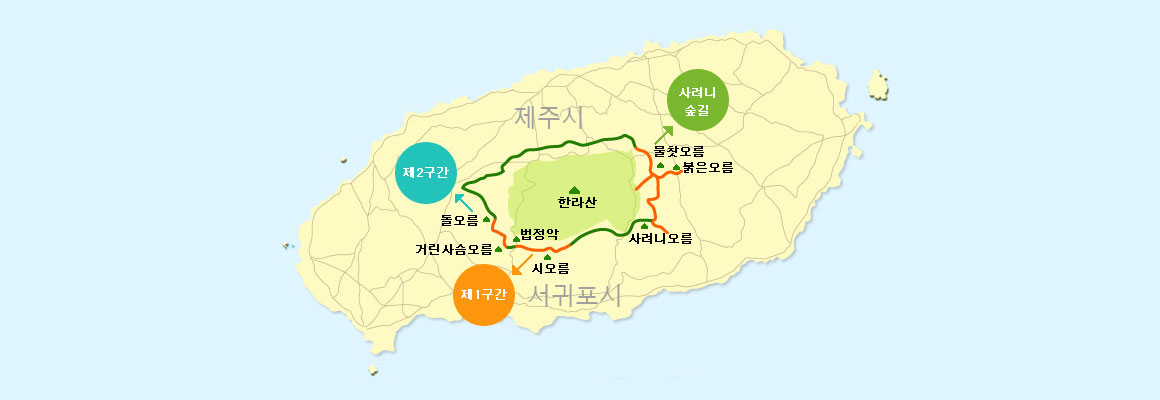 사려니
숲길
제주시
물찻오름
붉은오름
제2구간
한라산
돌오름
법정악
사려니오름
거린사슴오름
시오름
제1구간
서귀포시